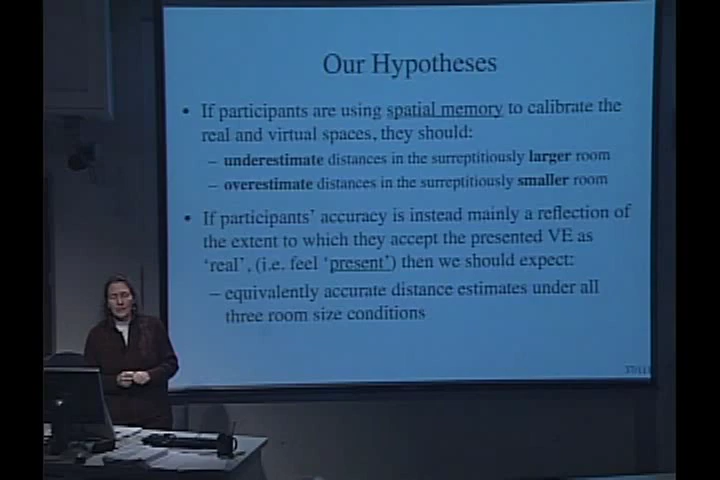 Our Hypotheses
• If participants are using spatial memory to calibrate the
real and virtual spaces, they should:
– underestimate distances in the surreptitiously larger room
– overestimate distances in the surreptitiously smaller room
• If participants' accuracy is instead mainly a reflection of
the extent to which they accept the presented VE as
'real', (i.e. feel 'present') then we should expect:
– equivalently accurate distance estimates under all
three room size conditions